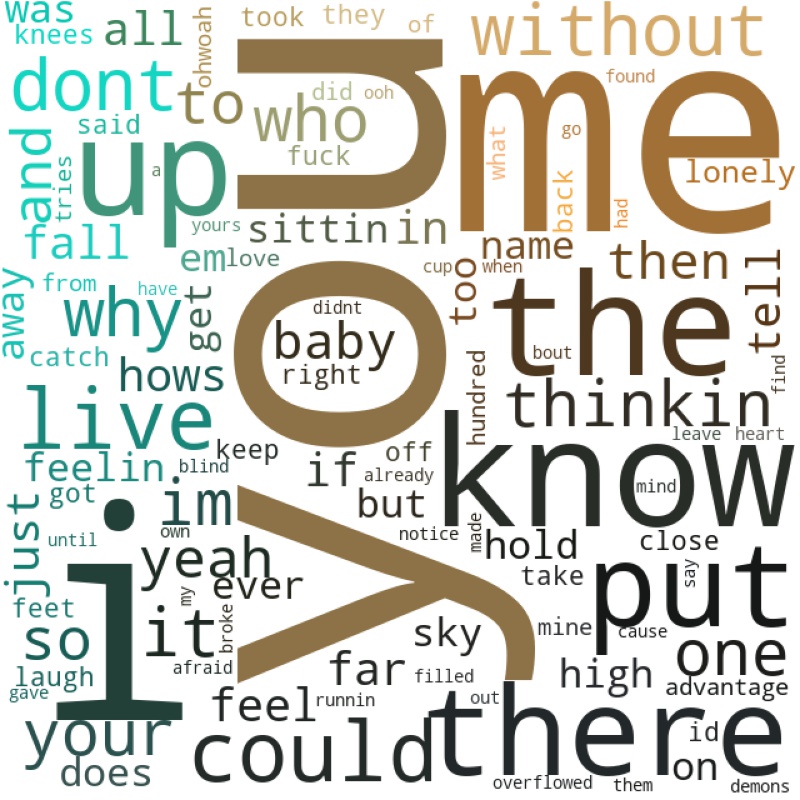 was
took
they
of
without
knees
all
ohwoah
me
dont
to
did
ooh
found
who
said
what
go
and
up
fuck
lonely
tries
a
back
had
you
yours
sittin
in
fall
em
love
name
then
cup
when
too
tell
away
from
have
why
get
didnt
the
baby
bout
catch
hows
right
hundred
find
live
thinkin
know
leave
heart
keep
off
if
already
feelin
blind
mind
got
im
but
just
own
notice
made
until
yeah
hold
close
i
ever
take
say
put
feet
my
it
broke
so
sky
mine
cause
one
afraid
far
filled
high
laugh
advantage
gave
feel
runnin
out
there
your
could
id
does
on
overflowed
them
demons